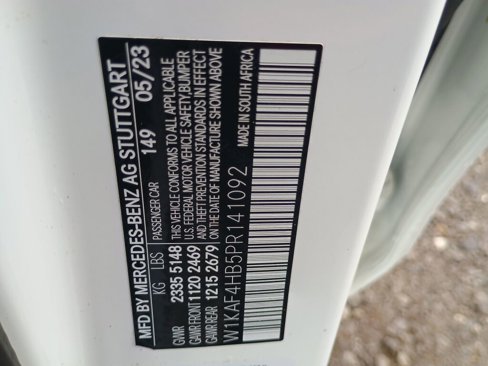 MFD BY MERCEDES-BENZ AG STUTTGART
PASSENGER CAR 149 05/23
KG LBS
GVWR 2335 5148
GAWR FRONT 1120 2469
GAWR REAR 1215 2679
THIS VEHICLE CONFORMS TO ALL APPLICABLE
U.S. FEDERAL MOTOR VEHICLE SAFETY, BUMPER
AND THEFT PREVENTION STANDARDS IN EFFECT
ON THE DATE OF MANUFACTURE SHOWN ABOVE
W1KAF4HB5PR141092
MADE IN SOUTH AFRICA